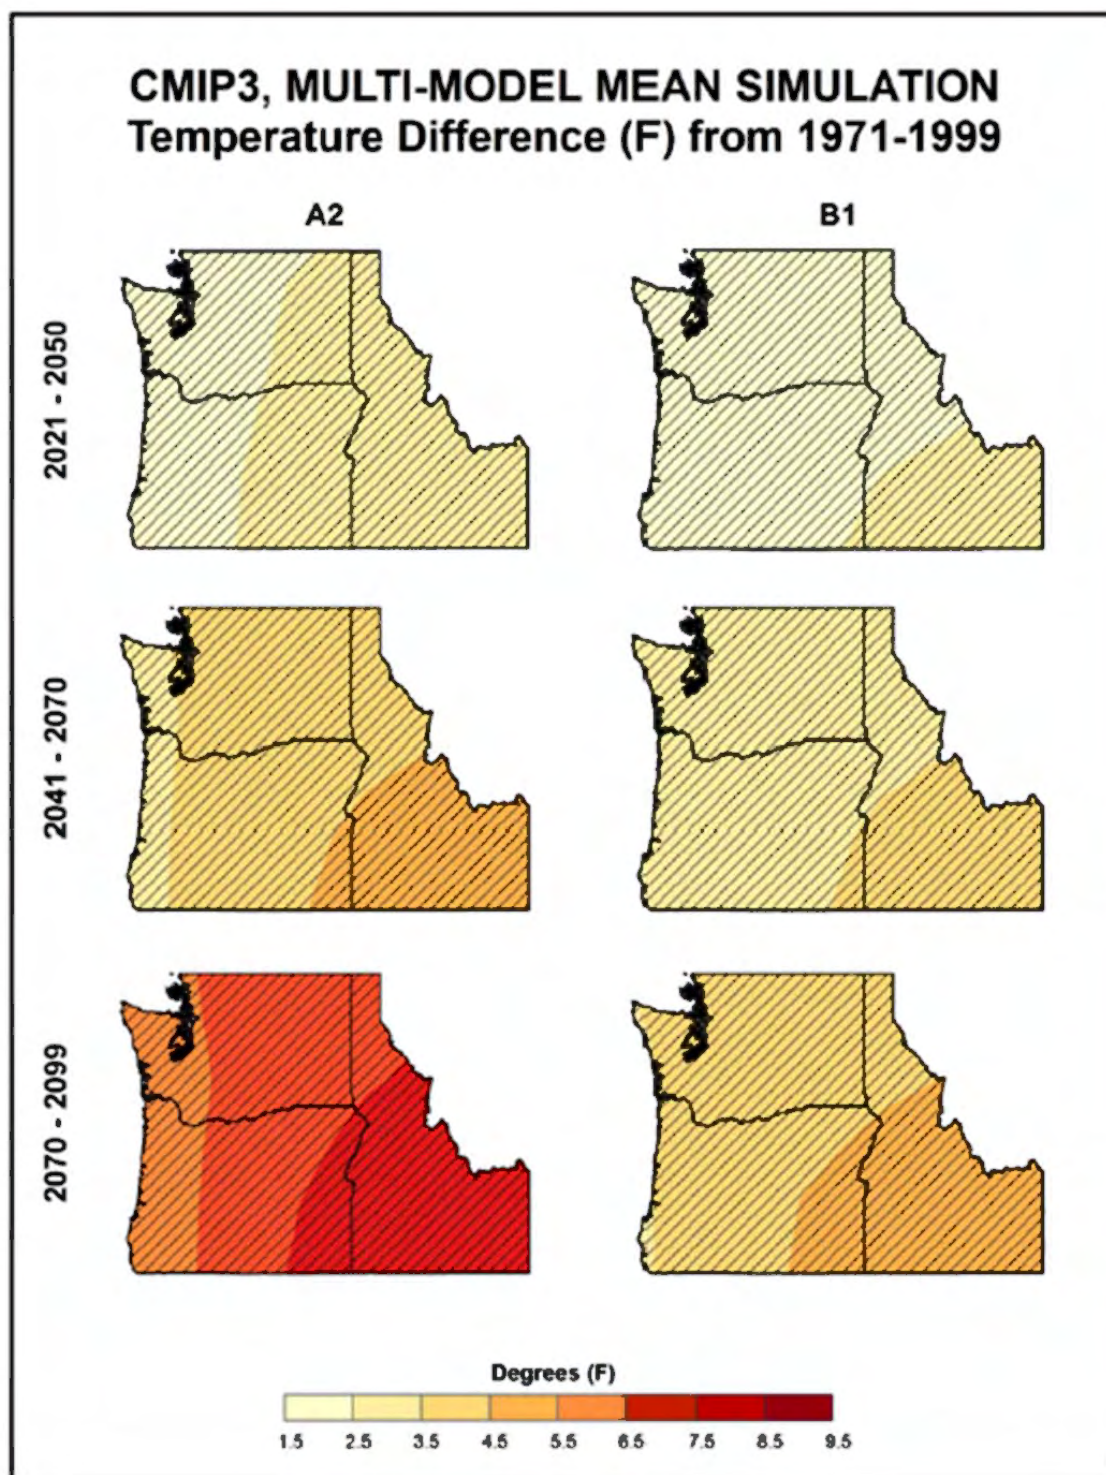 CMIP3, MULTI-MODEL MEAN SIMULATION
Temperature Difference (F) from 1971-1999
A2 B1
2021 - 2050
2041 - 2070
2070 - 2099
Degrees (F)
1.5 2.5 3.5 4.5 5.5 6.5 7.5 8.5 9.5